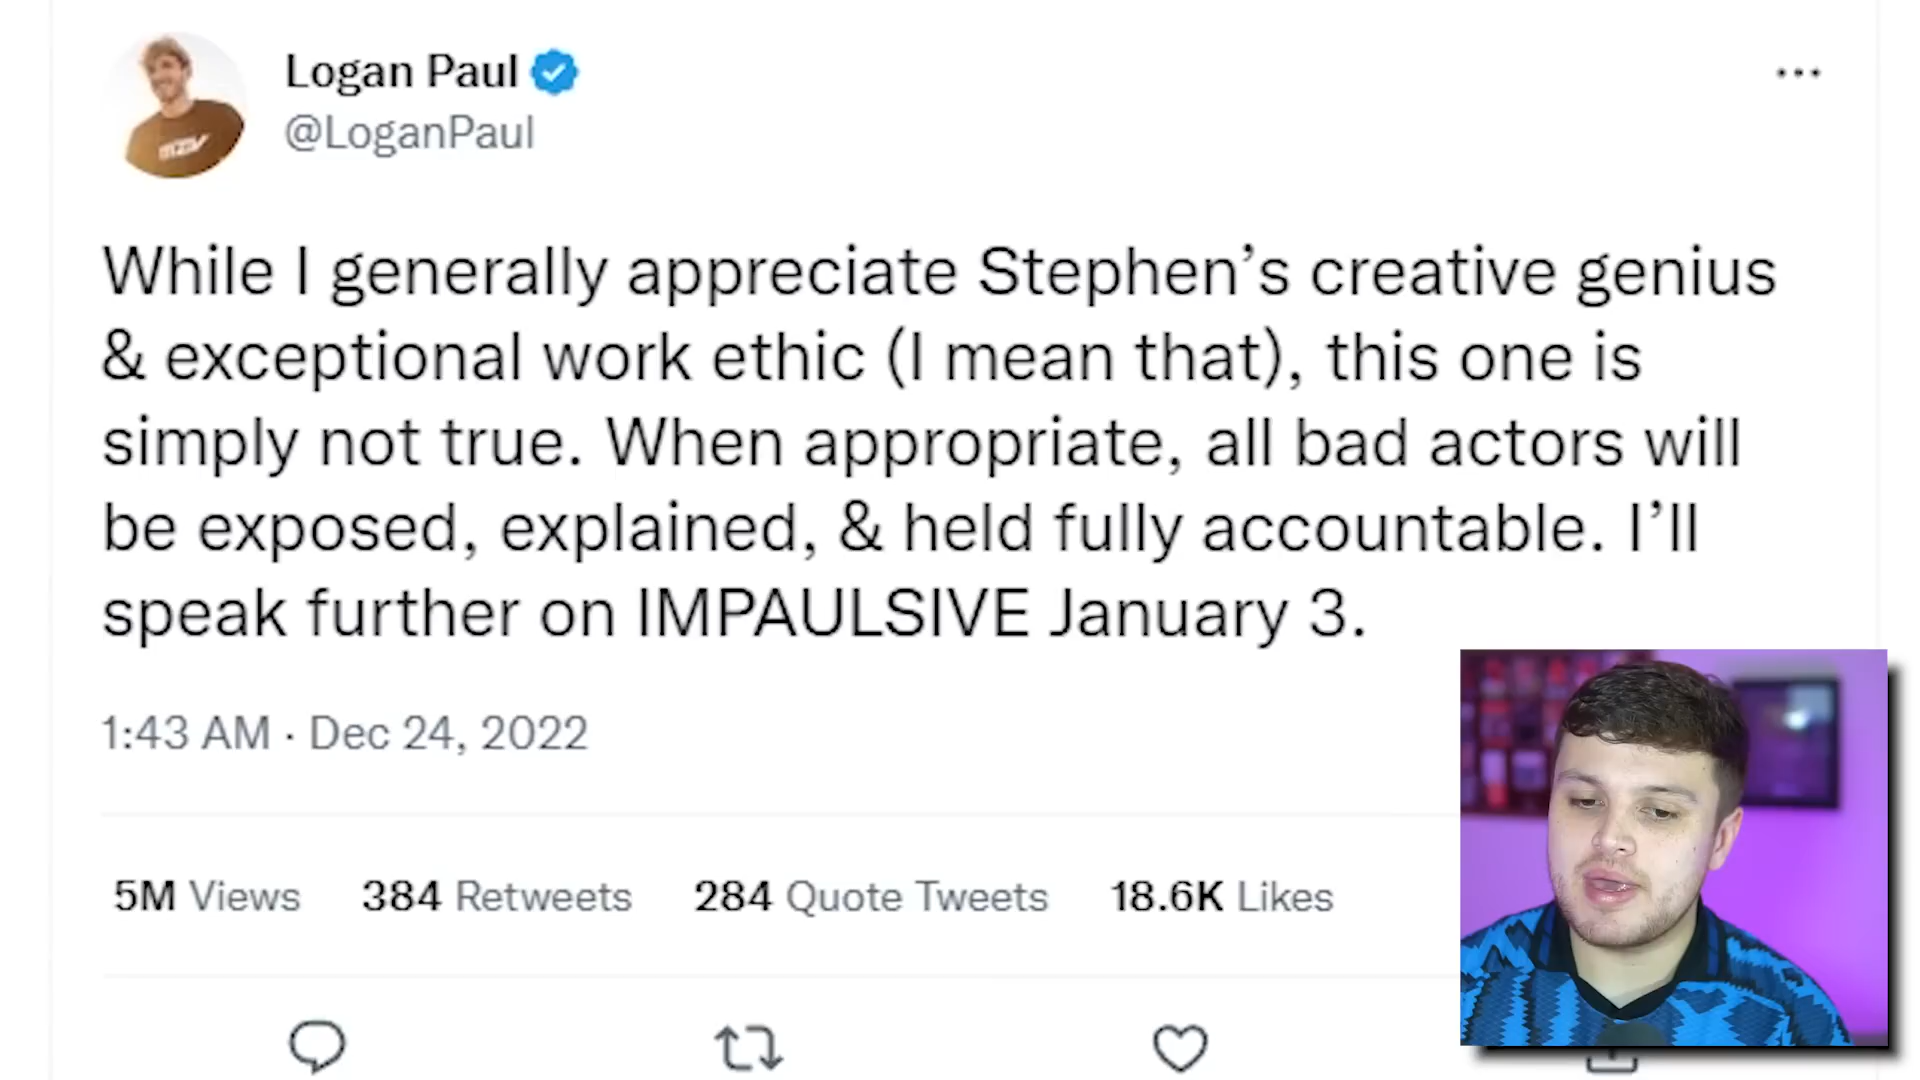 Logan Paul
@LoganPaul
While I generally appreciate Stephen’s creative genius
& exceptional work ethic (I mean that), this one is
simply not true. When appropriate, all bad actors will
be exposed, explained, & held fully accountable. I’ll
speak further on IMPAULSIVE January 3.
1:43 AM · Dec 24, 2022
5M Views 384 Retweets 284 Quote Tweets 18.6K Likes